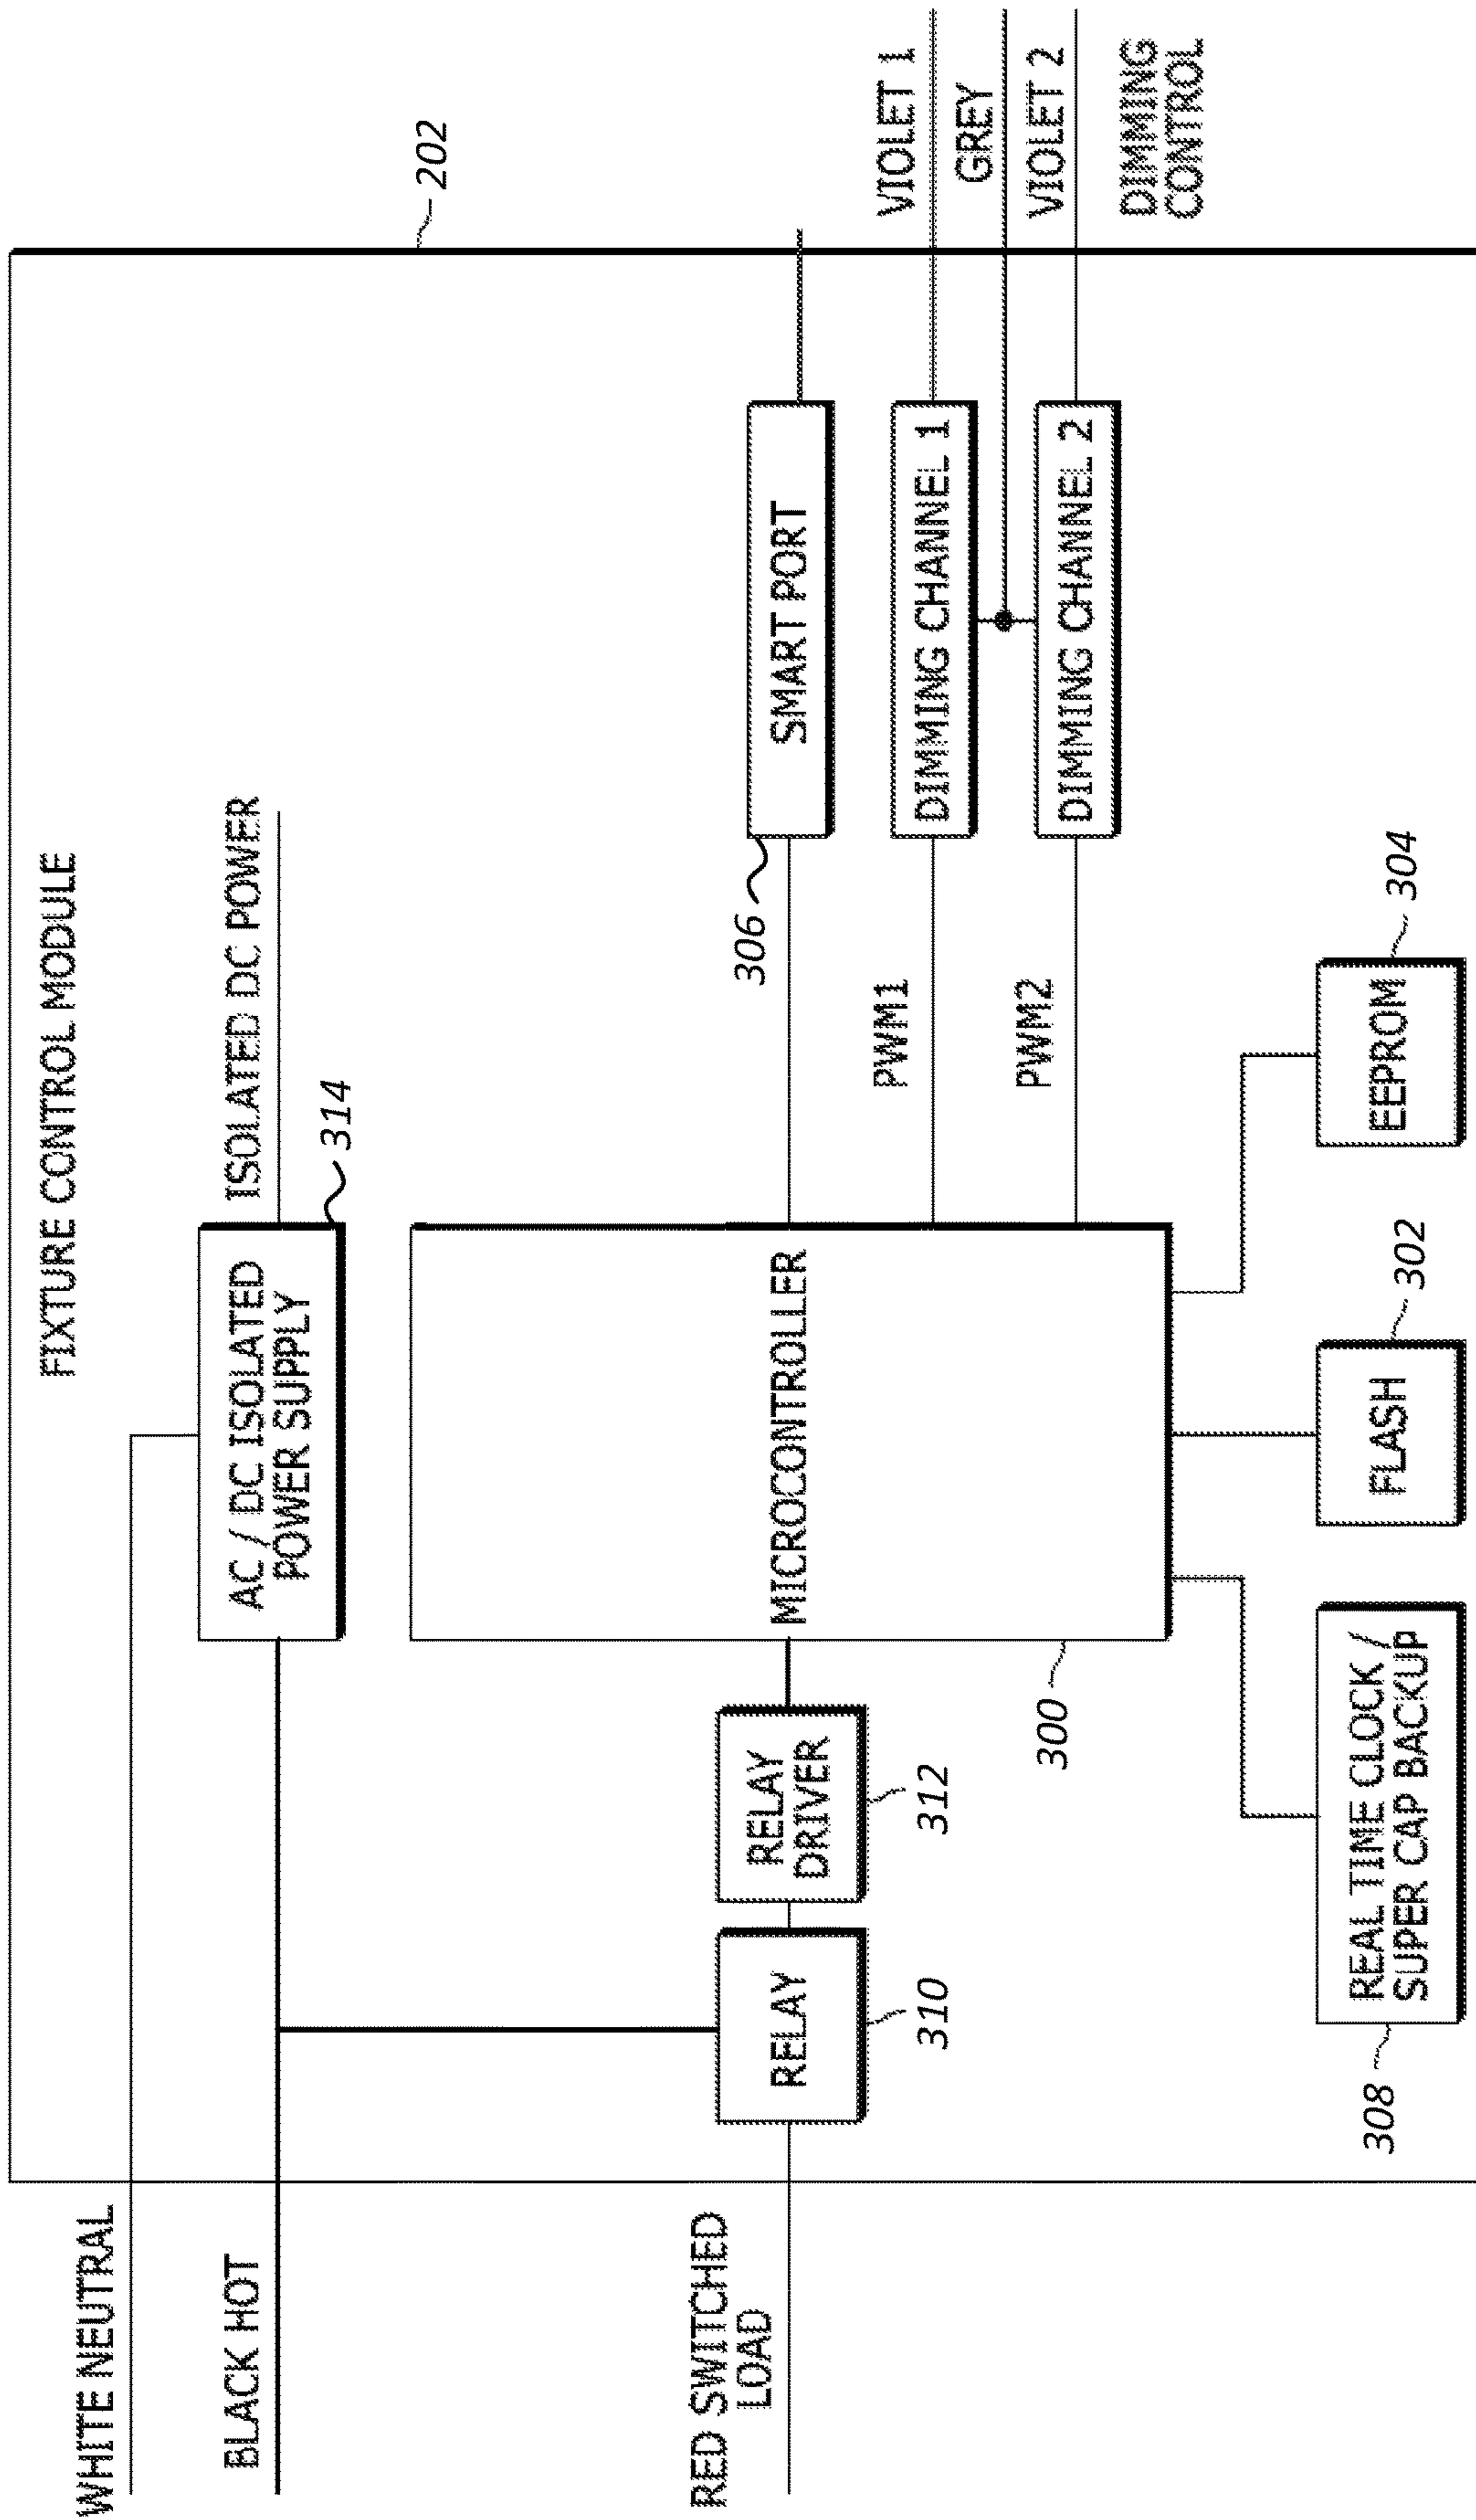 FIXTURE CONTROL MODULE
202
WHITE NEUTRAL
BLACK HOT
AC / DC ISOLATED
POWER SUPPLY
ISOLATED DC POWER
314
RED SWITCHED
LOAD
RELAY
310
RELAY
DRIVER
312
MICROCONTROLLER
300
306
SMART PORT
PWM1
DIMMING CHANNEL 1
VIOLET 1
GREY
PWM2
DIMMING CHANNEL 2
VIOLET 2
DIMMING
CONTROL
REAL TIME CLOCK /
SUPER CAP BACKUP
308
FLASH
302
EEPROM
304